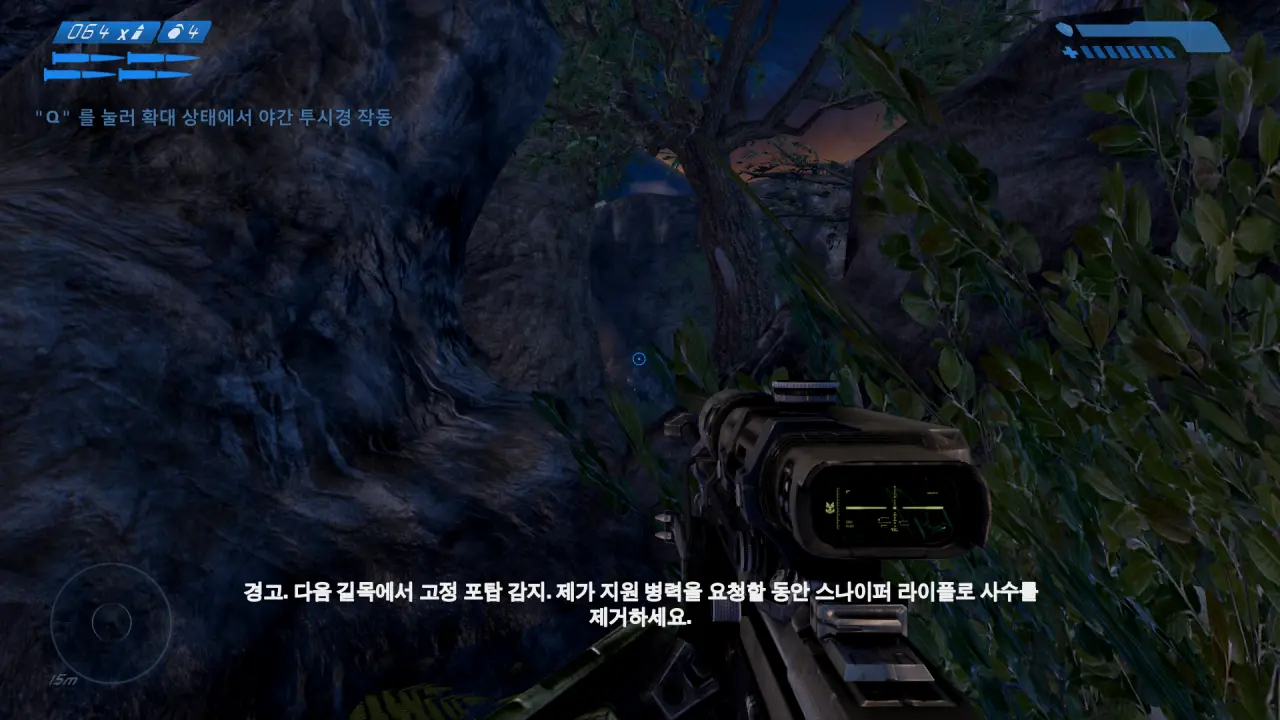 064 x 4
"Q" 를 눌러 확대 상태에서 야간 투시경 작동
경고. 다음 길목에서 고정 포탑 감지. 제가 지원 병력을 요청할 동안 스나이퍼 라이플로 사수를
제거하세요.
15m